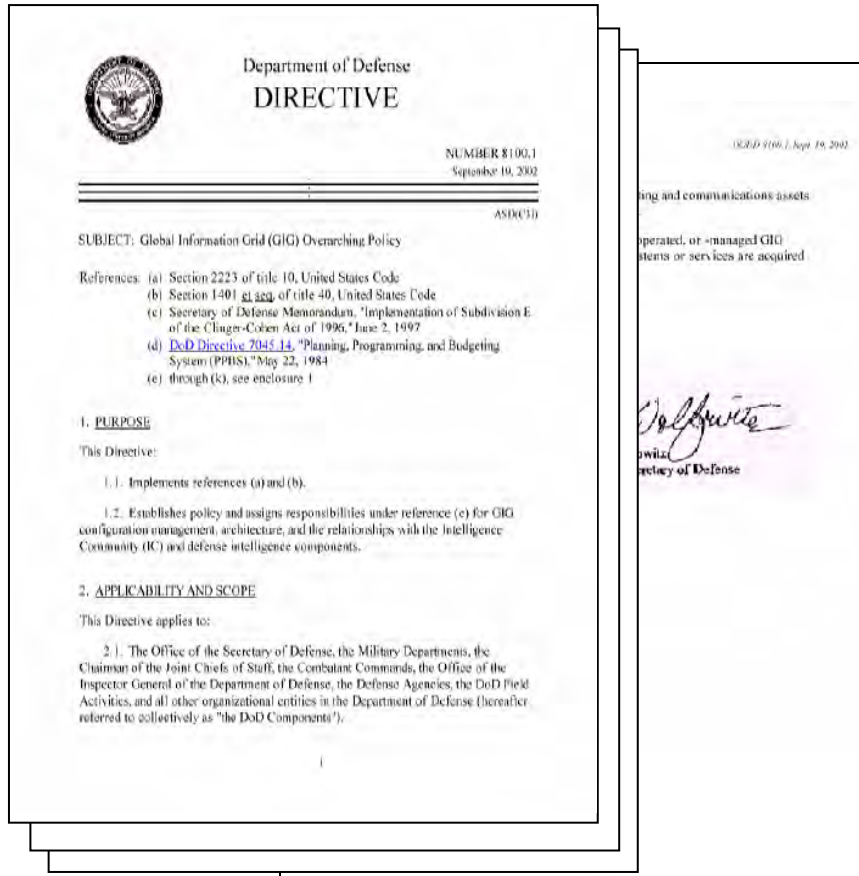 Department of Defense
DIRECTIVE
NUMBER 8100.1
September 19, 2002
ASD(C3I)
SUBJECT: Global Information Grid (GIG) Overarching Policy
References: (a) Section 2223 of title 10, United States Code
(b) Section 1401 et seq. of title 40, United States Code
(c) Secretary of Defense Memorandum, "Implementation of Subdivision E
of the Clinger-Cohen Act of 1996," June 2, 1997
(d) DoD Directive 7045.14, "Planning, Programming, and Budgeting
System (PPBS)," May 22, 1984
(e) through (k), see enclosure 1
1. PURPOSE
This Directive:
1.1. Implements references (a) and (b).
1.2. Establishes policy and assigns responsibilities under reference (c) for GIG
configuration management, architecture, and the relationships with the Intelligence
Community (IC) and defense intelligence components.
2. APPLICABILITY AND SCOPE
This Directive applies to:
2.1. The Office of the Secretary of Defense, the Military Departments, the
Chairman of the Joint Chiefs of Staff, the Combatant Commands, the Office of the
Inspector General of the Department of Defense, the Defense Agencies, the DoD Field
Activities, and all other organizational entities in the Department of Defense (hereafter
referred to collectively as "the DoD Components").
1
DODD 8100.1, Sept. 19, 2002
ting and communications assets
operated, or -managed GIG
stems or services are acquired
owitz
retary of Defense